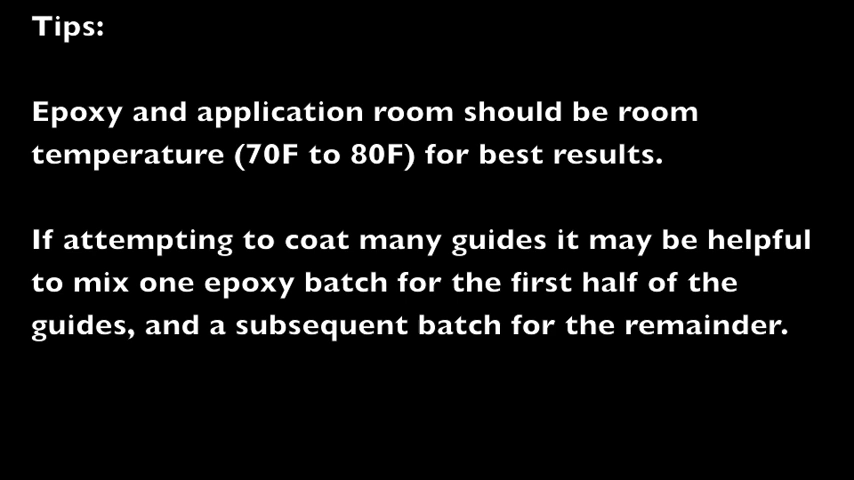 Tips:
Epoxy and application room should be room
temperature (70F to 80F) for best results.
If attempting to coat many guides it may be helpful
to mix one epoxy batch for the first half of the
guides, and a subsequent batch for the remainder.